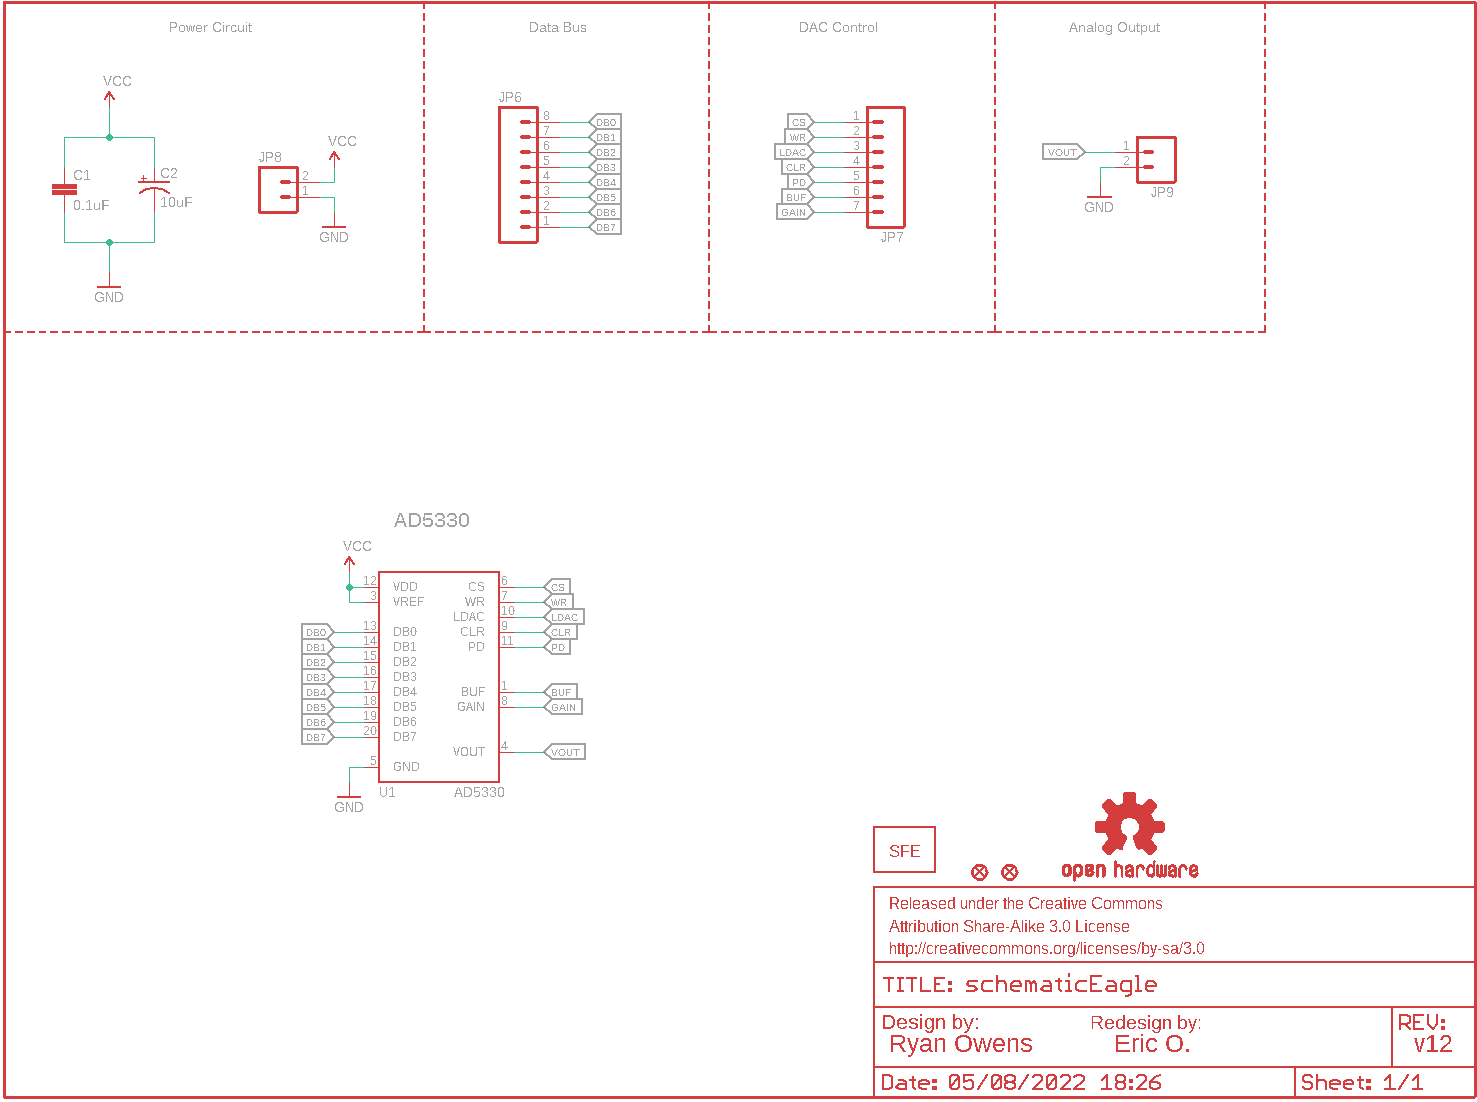 Power Circuit
Data Bus
DAC Control
Analog Output
VCC
C1
0.1uF
+
C2
10uF
GND
JP8
VCC
2
1
GND
JP6
8 DB0
7 DB1
6 DB2
5 DB3
4 DB4
3 DB5
2 DB6
1 DB7
CS 1
WR 2
LDAC 3
CLR 4
PD 5
BUF 6
GAIN 7
JP7
VOUT 1
2
GND
JP9
AD5330
VCC
12 VDD CS 6 CS
3 VREF WR 7 WR
LDAC 10 LDAC
DB0 13 DB0 CLR 9 CLR
DB1 14 DB1 PD 11 PD
DB2 15 DB2
DB3 16 DB3
DB4 17 DB4 BUF 1 BUF
DB5 18 DB5 GAIN 8 GAIN
DB6 19 DB6
DB7 20 DB7
VOUT 4 VOUT
5 GND
GND
U1 AD5330
SFE
open hardware
Released under the Creative Commons
Attribution Share-Alike 3.0 License
http://creativecommons.org/licenses/by-sa/3.0
TITLE: schematicEagle
Design by:
Ryan Owens
Redesign by:
Eric O.
REV:
v12
Date: 05/08/2022 18:26
Sheet: 1/1